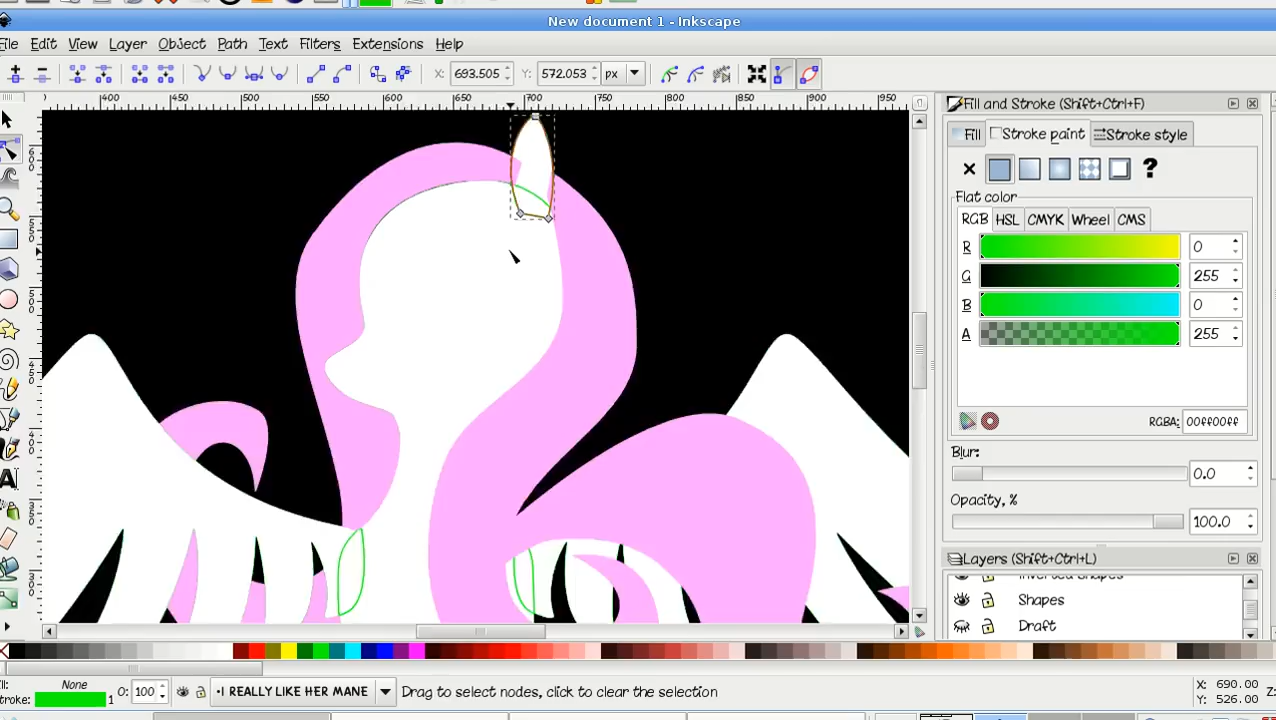 New document 1 - Inkscape
File Edit View Layer Object Path Text Filters Extensions Help
X: 693.505 Y: 572.053 px
400 450 500 550 600 650 700 750 800 850 900 950
Fill and Stroke (Shift+Ctrl+F)
Fill Stroke paint Stroke style
?
Flat color
RGB HSL CMYK Wheel CMS
R 0
G 255
B 0
A 255
RGBA: 00ff00ff
Blur:
0.0
Opacity, %
100.0
Layers (Shift+Ctrl+L)
Inversed Shapes
Shapes
Draft
Fill: None O: 100 •I READLLY LIKE HER MANE Drag to select nodes, click to clear the selection X: 690.00
Stroke: 1 Y: 526.00 Z: